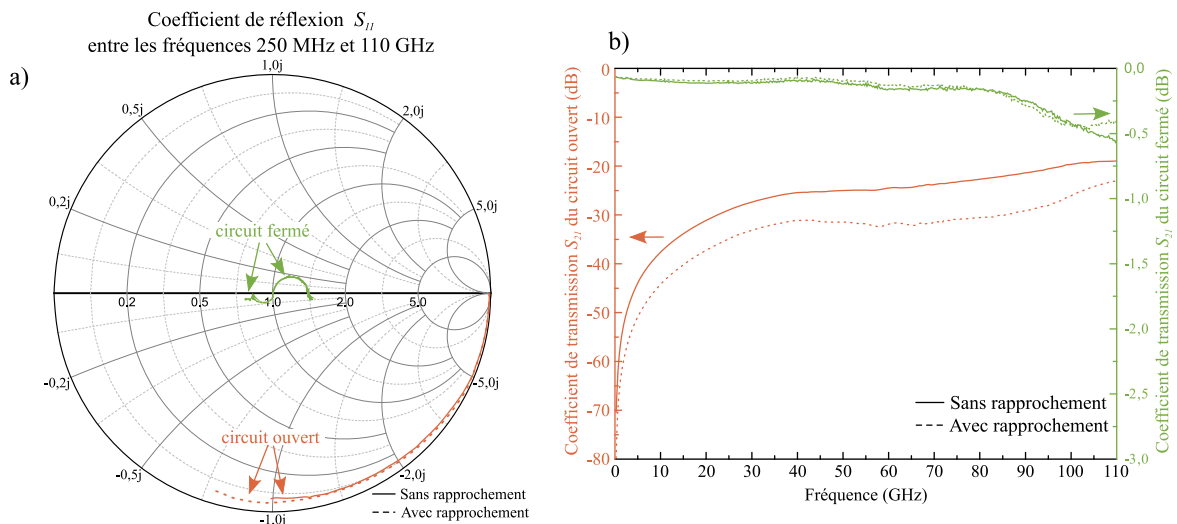 Coefficient de réflexion S11
entre les fréquences 250 MHz et 110 GHz
a)
1,0j
0,5j
2,0j
0,2j
5,0j
circuit fermé
0,2
0,5
1,0
2,0
5,0
-0,2j
-5,0j
circuit ouvert
-0,5j
-2,0j
-1,0j
Sans rapprochement
Avec rapprochement
b)
Coefficient de transmission S21 du circuit ouvert (dB)
0
-10
-20
-30
-40
-50
-60
-70
-80
0
10
20
30
40
50
60
70
80
90
100
110
Fréquence (GHz)
Sans rapprochement
Avec rapprochement
0,0
-0,5
-1,0
-1,5
-2,0
-2,5
-3,0
Coefficient de transmission S21 du circuit fermé (dB)